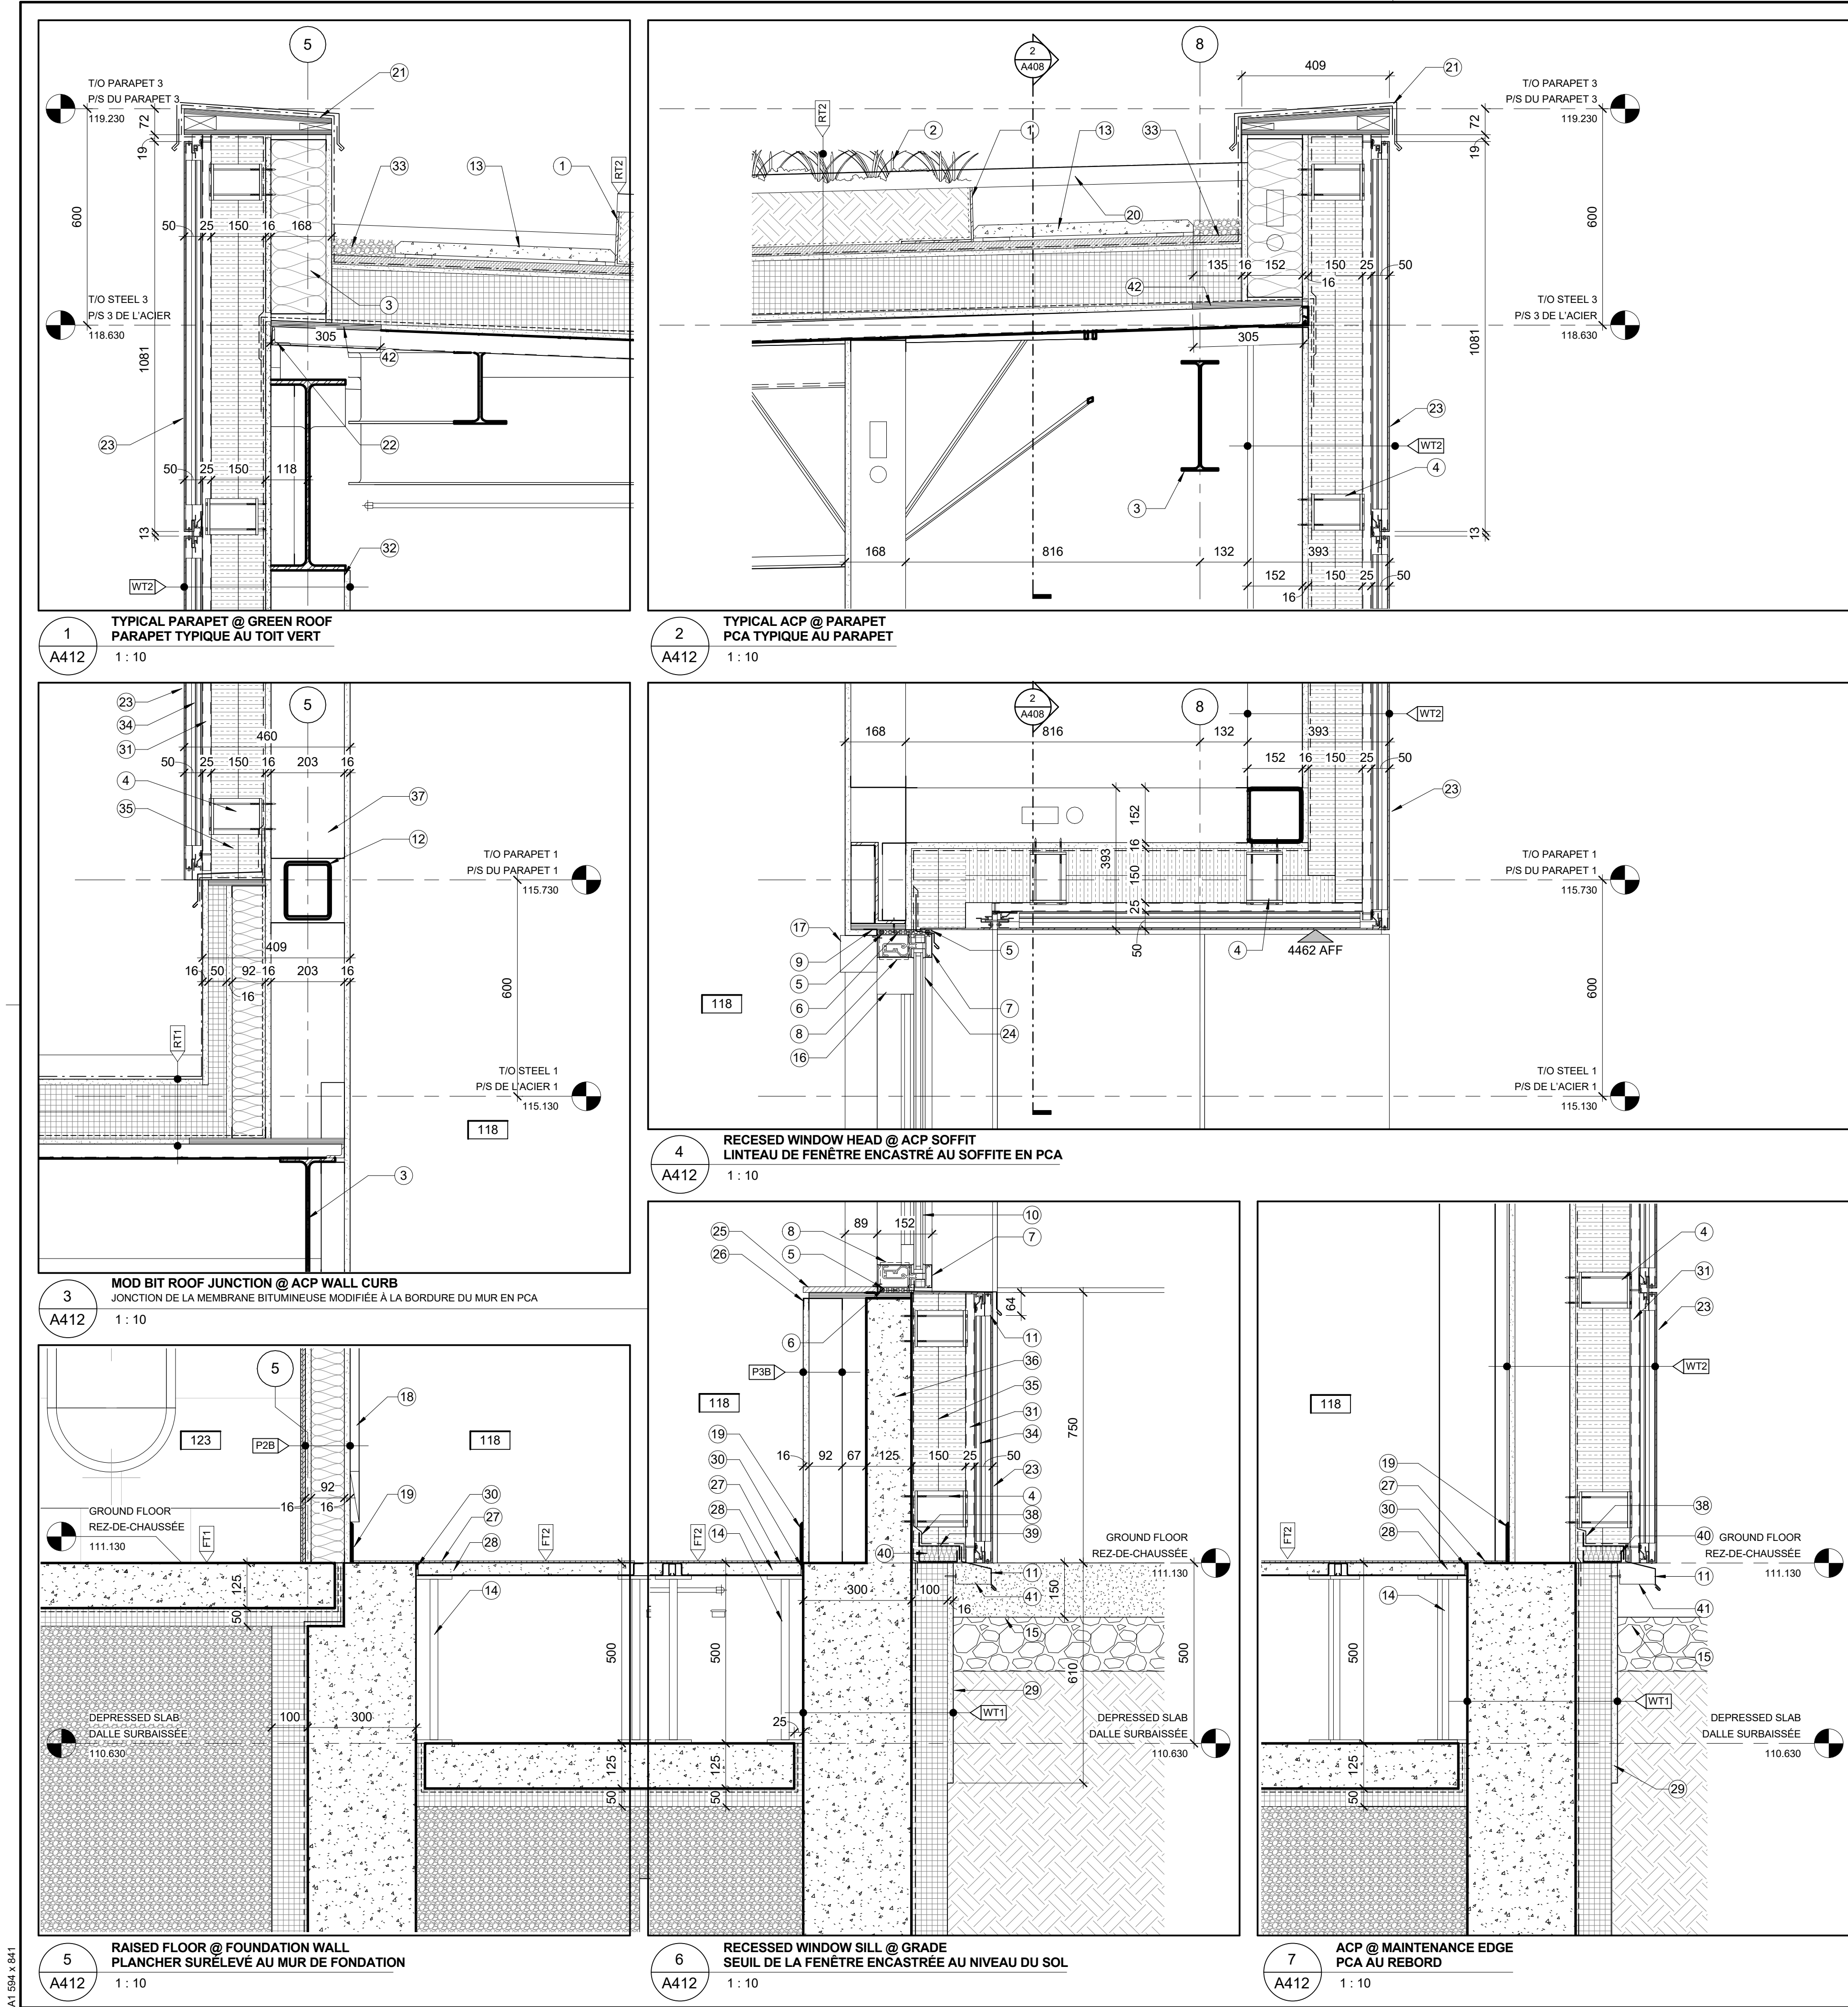 5
21
T/O PARAPET 3
P/S DU PARAPET 3
119.230
72
19
33
13
1
RT2
600
50 25 150 16 168
3
T/O STEEL 3
P/S 3 DE L'ACIER
118.630
305
42
1081
22
23
50 25 150 118
13
32
WT2
1
A412
TYPICAL PARAPET @ GREEN ROOF
PARAPET TYPIQUE AU TOIT VERT
1 : 10
2
A408
8
409
21
T/O PARAPET 3
P/S DU PARAPET 3
119.230
72
19
RT2
2
1
13
33
20
600
135 16 152 150 25 50
16
42
T/O STEEL 3
P/S 3 DE L'ACIER
118.630
305
1081
23
WT2
4
3
13
168 816 132 393
152 150 25 50
16
2
A412
TYPICAL ACP @ PARAPET
PCA TYPIQUE AU PARAPET
1 : 10
23
34
31
5
460
50 25 150 16 203 16
4
35
37
12
T/O PARAPET 1
P/S DU PARAPET 1
115.730
409
16 50 92 16 203 16
16
600
RT1
T/O STEEL 1
P/S DE L'ACIER 1
115.130
118
3
3
A412
MOD BIT ROOF JUNCTION @ ACP WALL CURB
JONCTION DE LA MEMBRANE BITUMINEUSE MODIFIÉE À LA BORDURE DU MUR EN PCA
1 : 10
2
A408
8
WT2
168 816 132 393
152 16 150 25 50
23
152
16
393
150
25
50
T/O PARAPET 1
P/S DU PARAPET 1
115.730
17
9
5
6
8
16
5
7
24
4
4462 AFF
118
600
T/O STEEL 1
P/S DE L'ACIER 1
115.130
4
A412
RECESED WINDOW HEAD @ ACP SOFFIT
LINTEAU DE FENÊTRE ENCASTRÉ AU SOFFITE EN PCA
1 : 10
5
18
123
P2B
118
92
16 16
19
30
27
28
14
GROUND FLOOR
REZ-DE-CHAUSSÉE
111.130
FT1
FT2
125
50
500
DEPRESSED SLAB
DALLE SURBAISSÉE
110.630
100 300
125
50
5
A412
RAISED FLOOR @ FOUNDATION WALL
PLANCHER SURÉLEVÉ AU MUR DE FONDATION
1 : 10
89 152
10
7
25
26
8
5
6
64
11
P3B
118
36
35
31
34
750
19
30
27
28
14
16 92 67 125 150 25 50
23
4
38
39
FT2
40
GROUND FLOOR
REZ-DE-CHAUSSÉE
111.130
300 100
16
11
41
150
15
500
610
500
29
WT1
25
DEPRESSED SLAB
DALLE SURBAISSÉE
110.630
125
50
6
A412
RECESSED WINDOW SILL @ GRADE
SEUIL DE LA FENÊTRE ENCASTRÉE AU NIVEAU DU SOL
1 : 10
4
31
23
WT2
118
19
27
30
28
38
40
FT2
GROUND FLOOR
REZ-DE-CHAUSSÉE
111.130
14
11
41
15
500
WT1
DEPRESSED SLAB
DALLE SURBAISSÉE
110.630
125
50
29
7
A412
ACP @ MAINTENANCE EDGE
PCA AU REBORD
1 : 10
A1 594 x 841